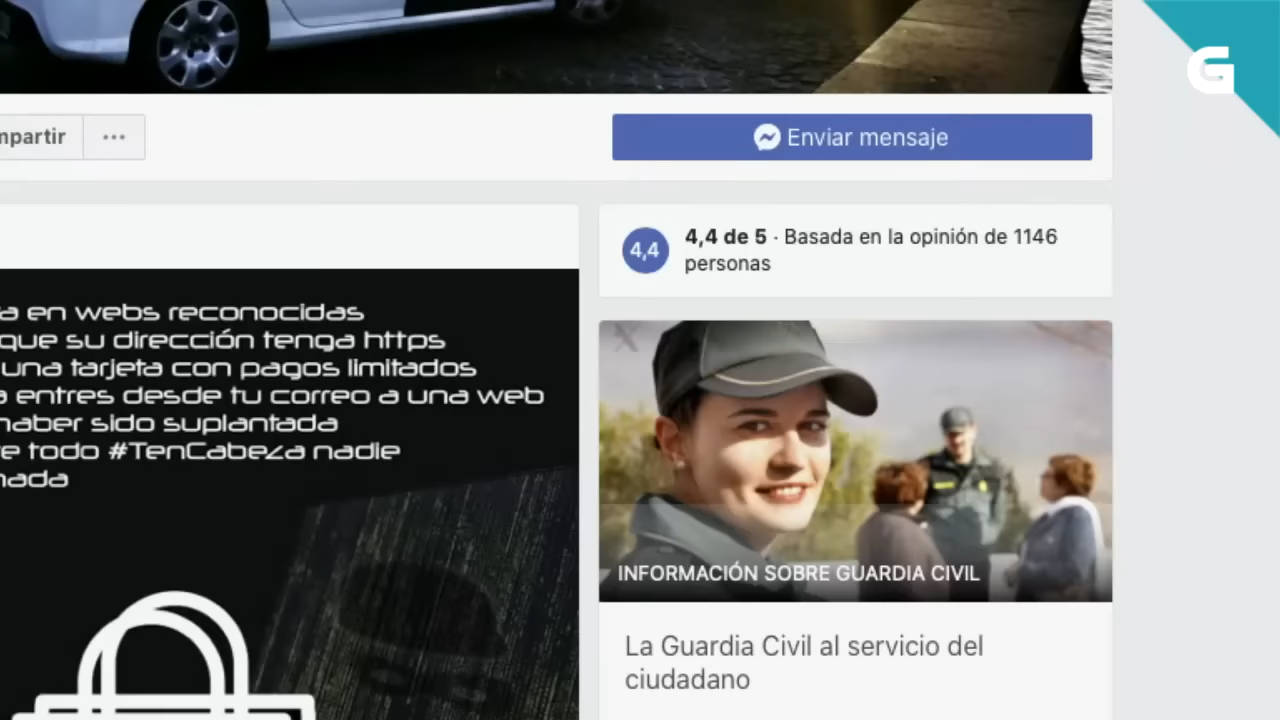 G
mpartir
Enviar mensaje
4,4
4,4 de 5 · Basada en la opinión de 1146
personas
a en webs reconocidas
que su dirección tenga https
una tarjeta con pagos limitados
a entres desde tu correo a una web
haber sido suplantada
e todo #TenCabeza nadie
nada
INFORMACIÓN SOBRE GUARDIA CIVIL
La Guardia Civil al servicio del
ciudadano